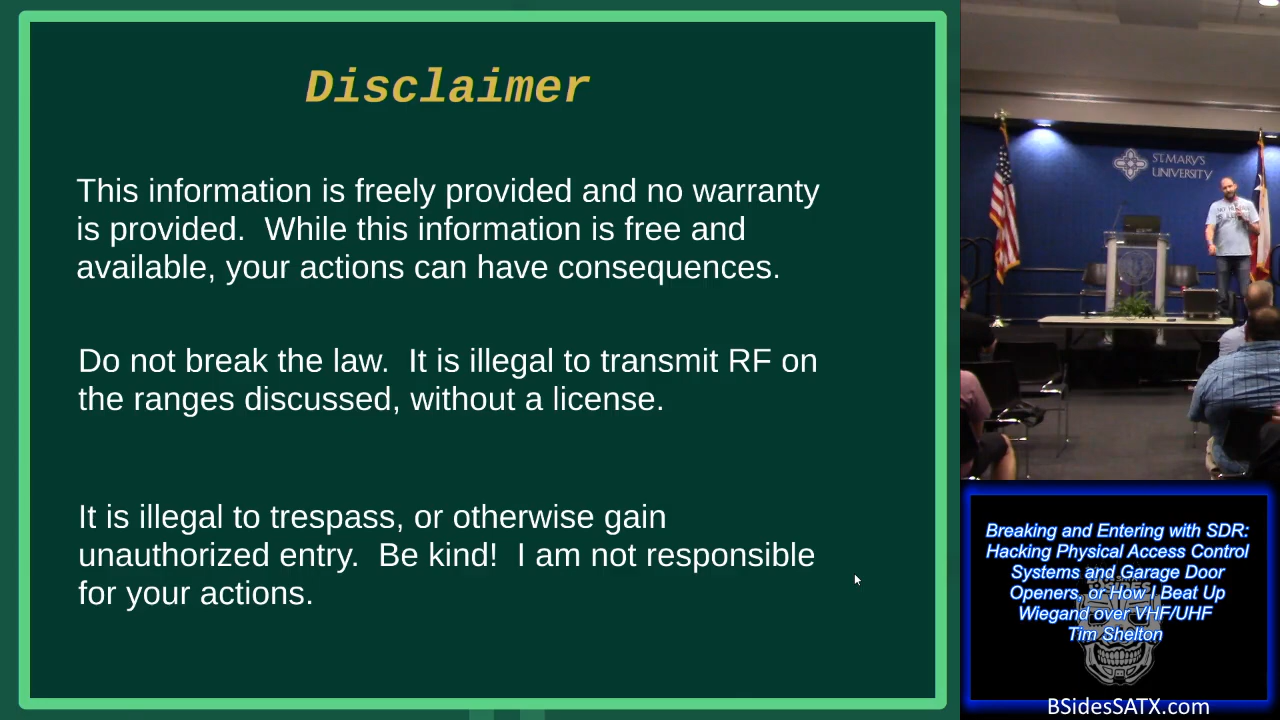 Disclaimer
This information is freely provided and no warranty
is provided.  While this information is free and
available, your actions can have consequences.
Do not break the law.  It is illegal to transmit RF on
the ranges discussed, without a license.
It is illegal to trespass, or otherwise gain
unauthorized entry.  Be kind!  I am not responsible
for your actions.
ST. MARY'S
UNIVERSITY
Breaking and Entering with SDR:
Hacking Physical Access Control
Systems and Garage Door
Openers, or How I Beat Up
Wiegand over VHF/UHF
Tim Shelton
BSidesSATX.com